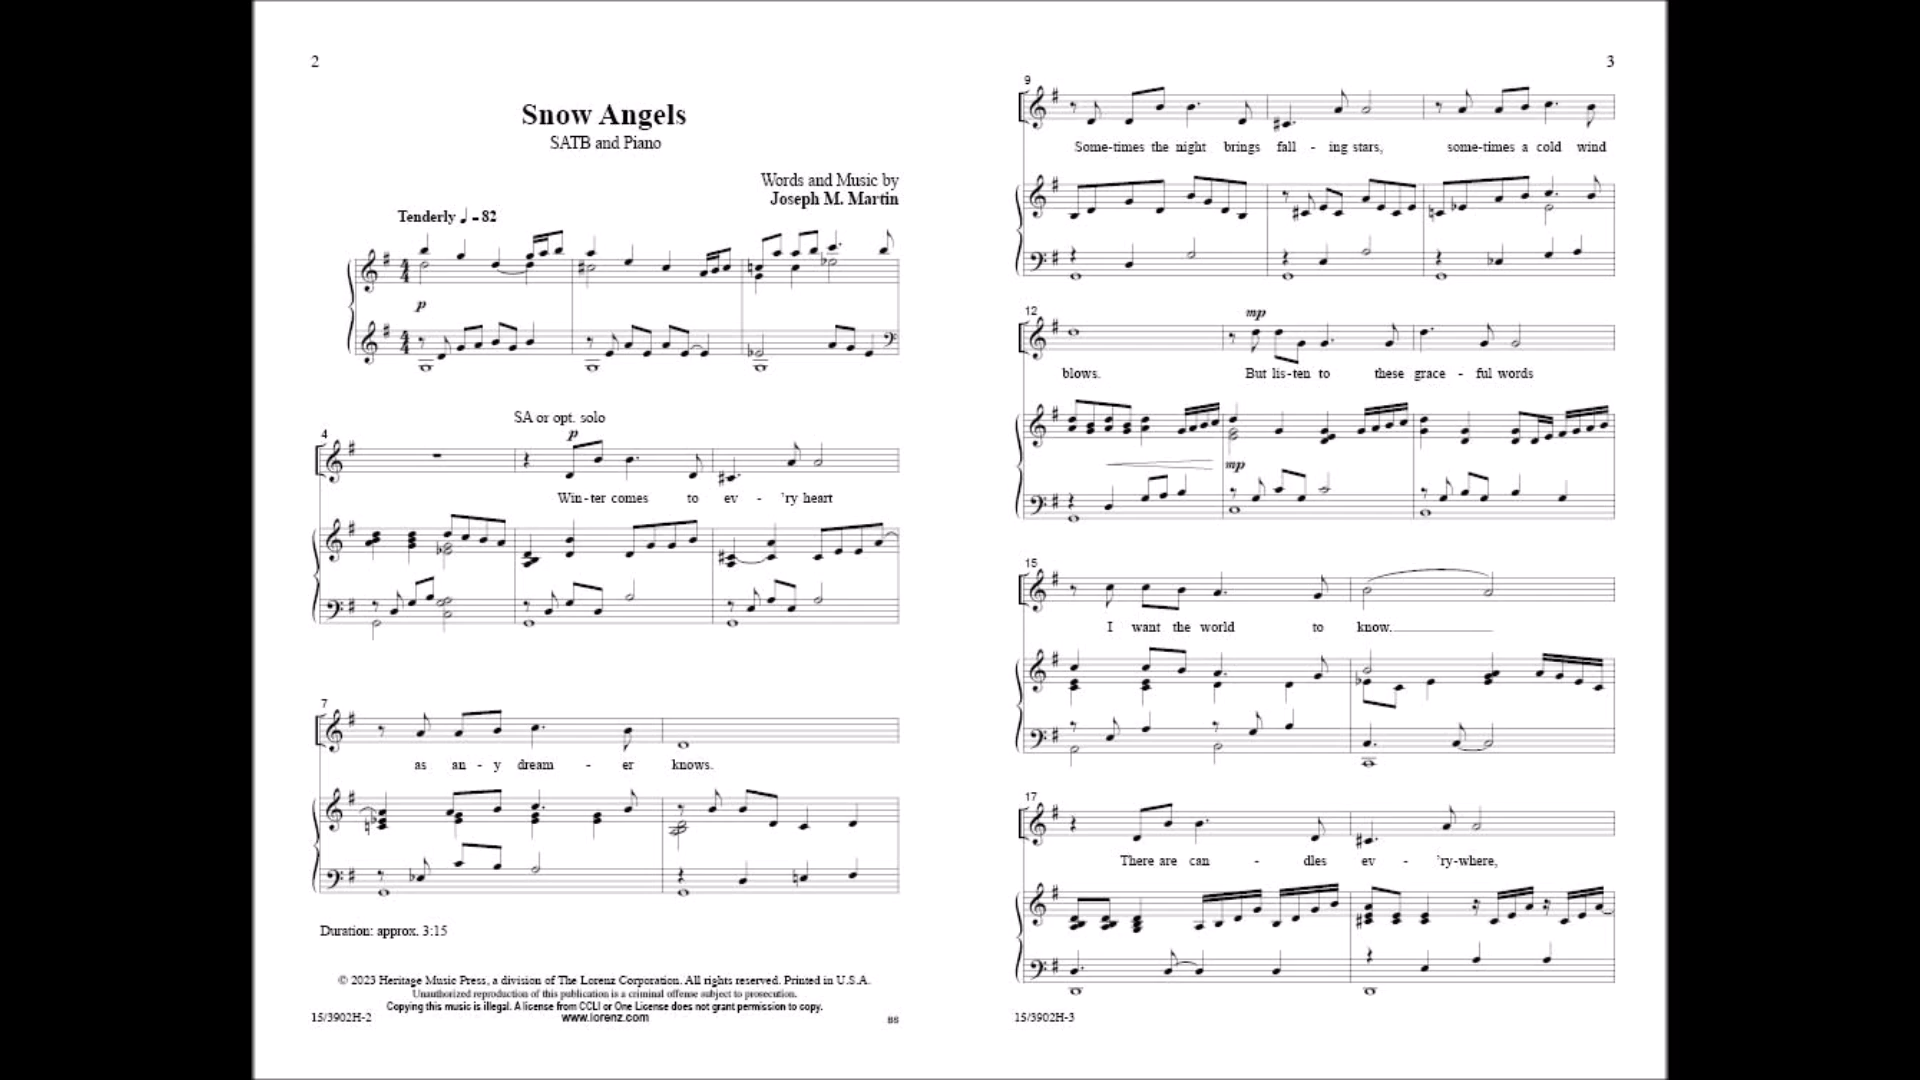 2
Snow Angels
SATB and Piano
Words and Music by
Joseph M. Martin
Tenderly ♩ = 82
p
SA or opt. solo
4
p
Win - ter comes to ev - 'ry heart
7
as an - y dream - er knows.
Duration: approx. 3:15
© 2023 Heritage Music Press, a division of The Lorenz Corporation. All rights reserved. Printed in U.S.A.
Unauthorized reproduction of this publication is a criminal offense subject to prosecution.
Copying this music is illegal. A license from CCLI or One License does not grant permission to copy.
15/3902H-2
www.lorenz.com
3
9
Some-times the night brings fall - ing stars, some-times a cold wind
12
mp
blows. But lis-ten to these grace - ful words
mp
15
I want the world to know.
17
There are can - dles ev - 'ry-where,
15/3902H-3